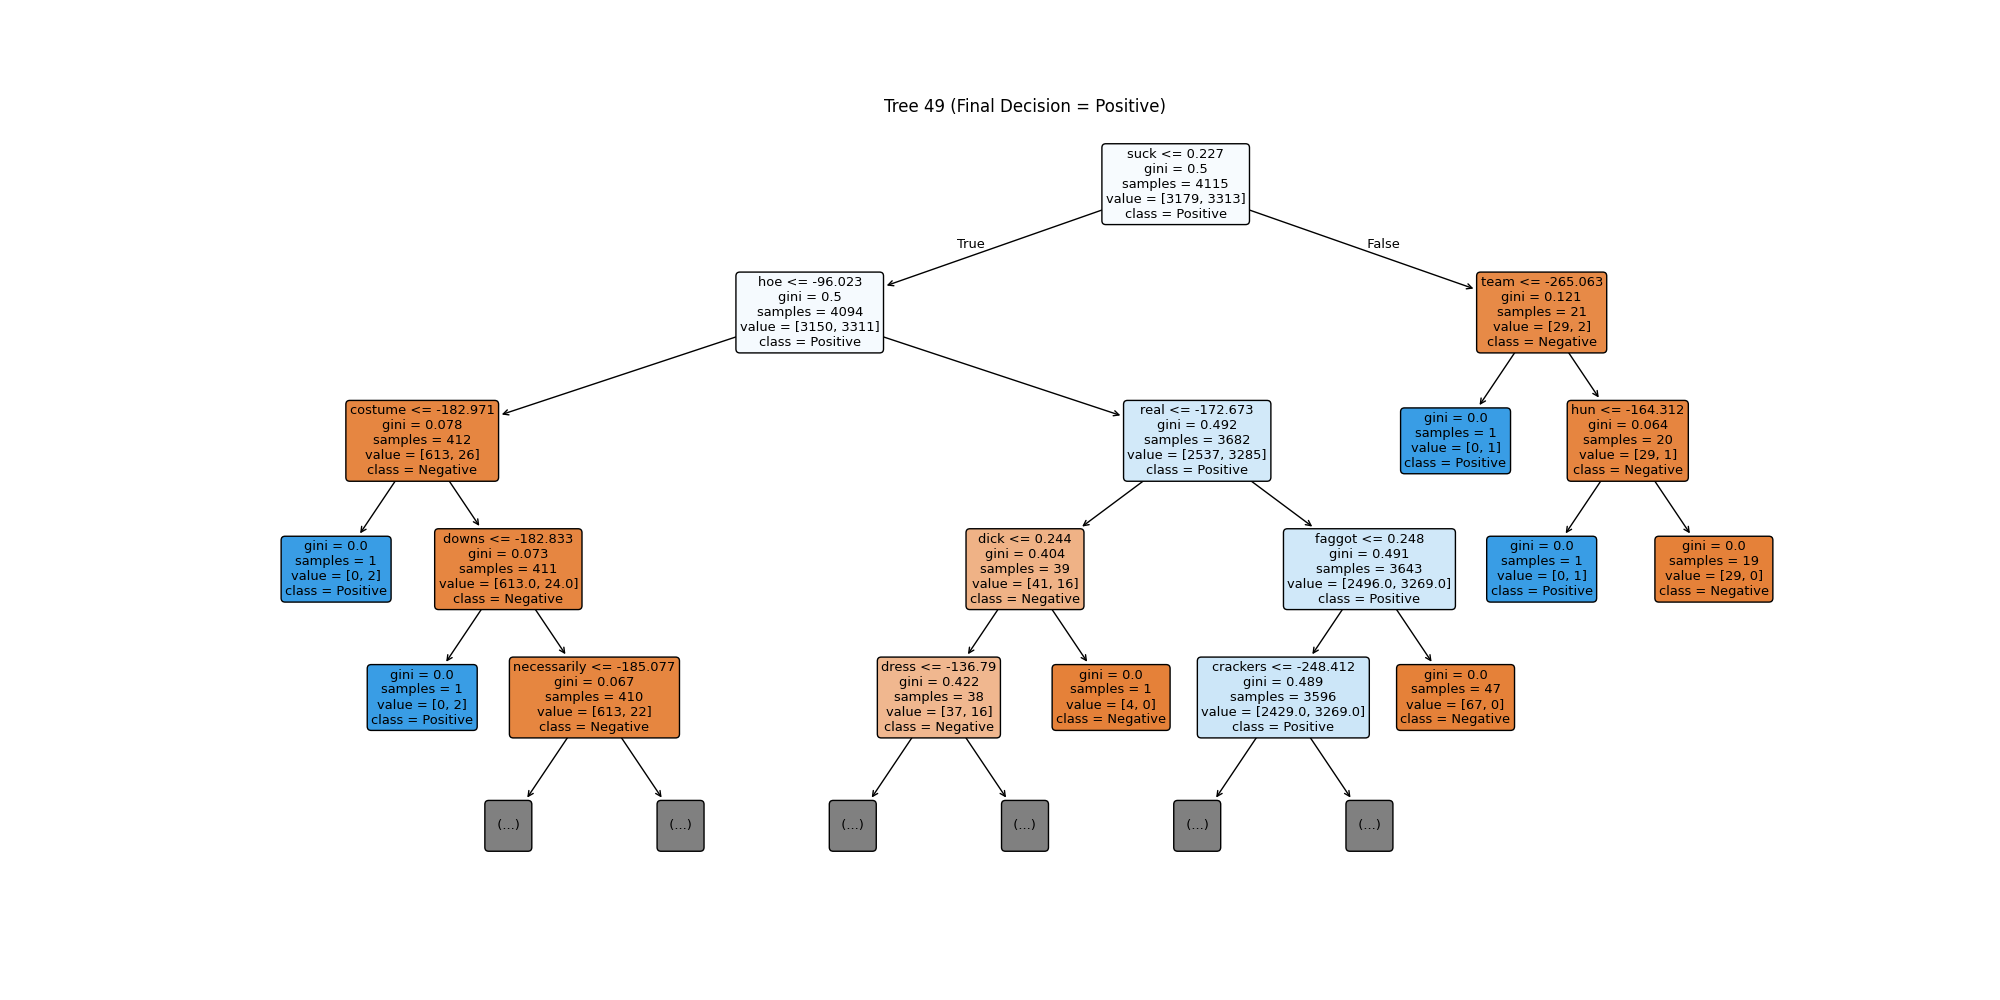 Tree 49 (Final Decision = Positive)
suck <= 0.227
gini = 0.5
samples = 4115
value = [3179, 3313]
class = Positive
True
False
hoe <= -96.023
gini = 0.5
samples = 4094
value = [3150, 3311]
class = Positive
team <= -265.063
gini = 0.121
samples = 21
value = [29, 2]
class = Negative
costume <= -182.971
gini = 0.078
samples = 412
value = [613, 26]
class = Negative
real <= -172.673
gini = 0.492
samples = 3682
value = [2537, 3285]
class = Positive
gini = 0.0
samples = 1
value = [0, 1]
class = Positive
hun <= -164.312
gini = 0.064
samples = 20
value = [29, 1]
class = Negative
gini = 0.0
samples = 1
value = [0, 2]
class = Positive
downs <= -182.833
gini = 0.073
samples = 411
value = [613.0, 24.0]
class = Negative
dick <= 0.244
gini = 0.404
samples = 39
value = [41, 16]
class = Negative
faggot <= 0.248
gini = 0.491
samples = 3643
value = [2496.0, 3269.0]
class = Positive
gini = 0.0
samples = 1
value = [0, 1]
class = Positive
gini = 0.0
samples = 19
value = [29, 0]
class = Negative
gini = 0.0
samples = 1
value = [0, 2]
class = Positive
necessarily <= -185.077
gini = 0.067
samples = 410
value = [613, 22]
class = Negative
dress <= -136.79
gini = 0.422
samples = 38
value = [37, 16]
class = Negative
gini = 0.0
samples = 1
value = [4, 0]
class = Negative
crackers <= -248.412
gini = 0.489
samples = 3596
value = [2429.0, 3269.0]
class = Positive
gini = 0.0
samples = 47
value = [67, 0]
class = Negative
(...)
(...)
(...)
(...)
(...)
(...)